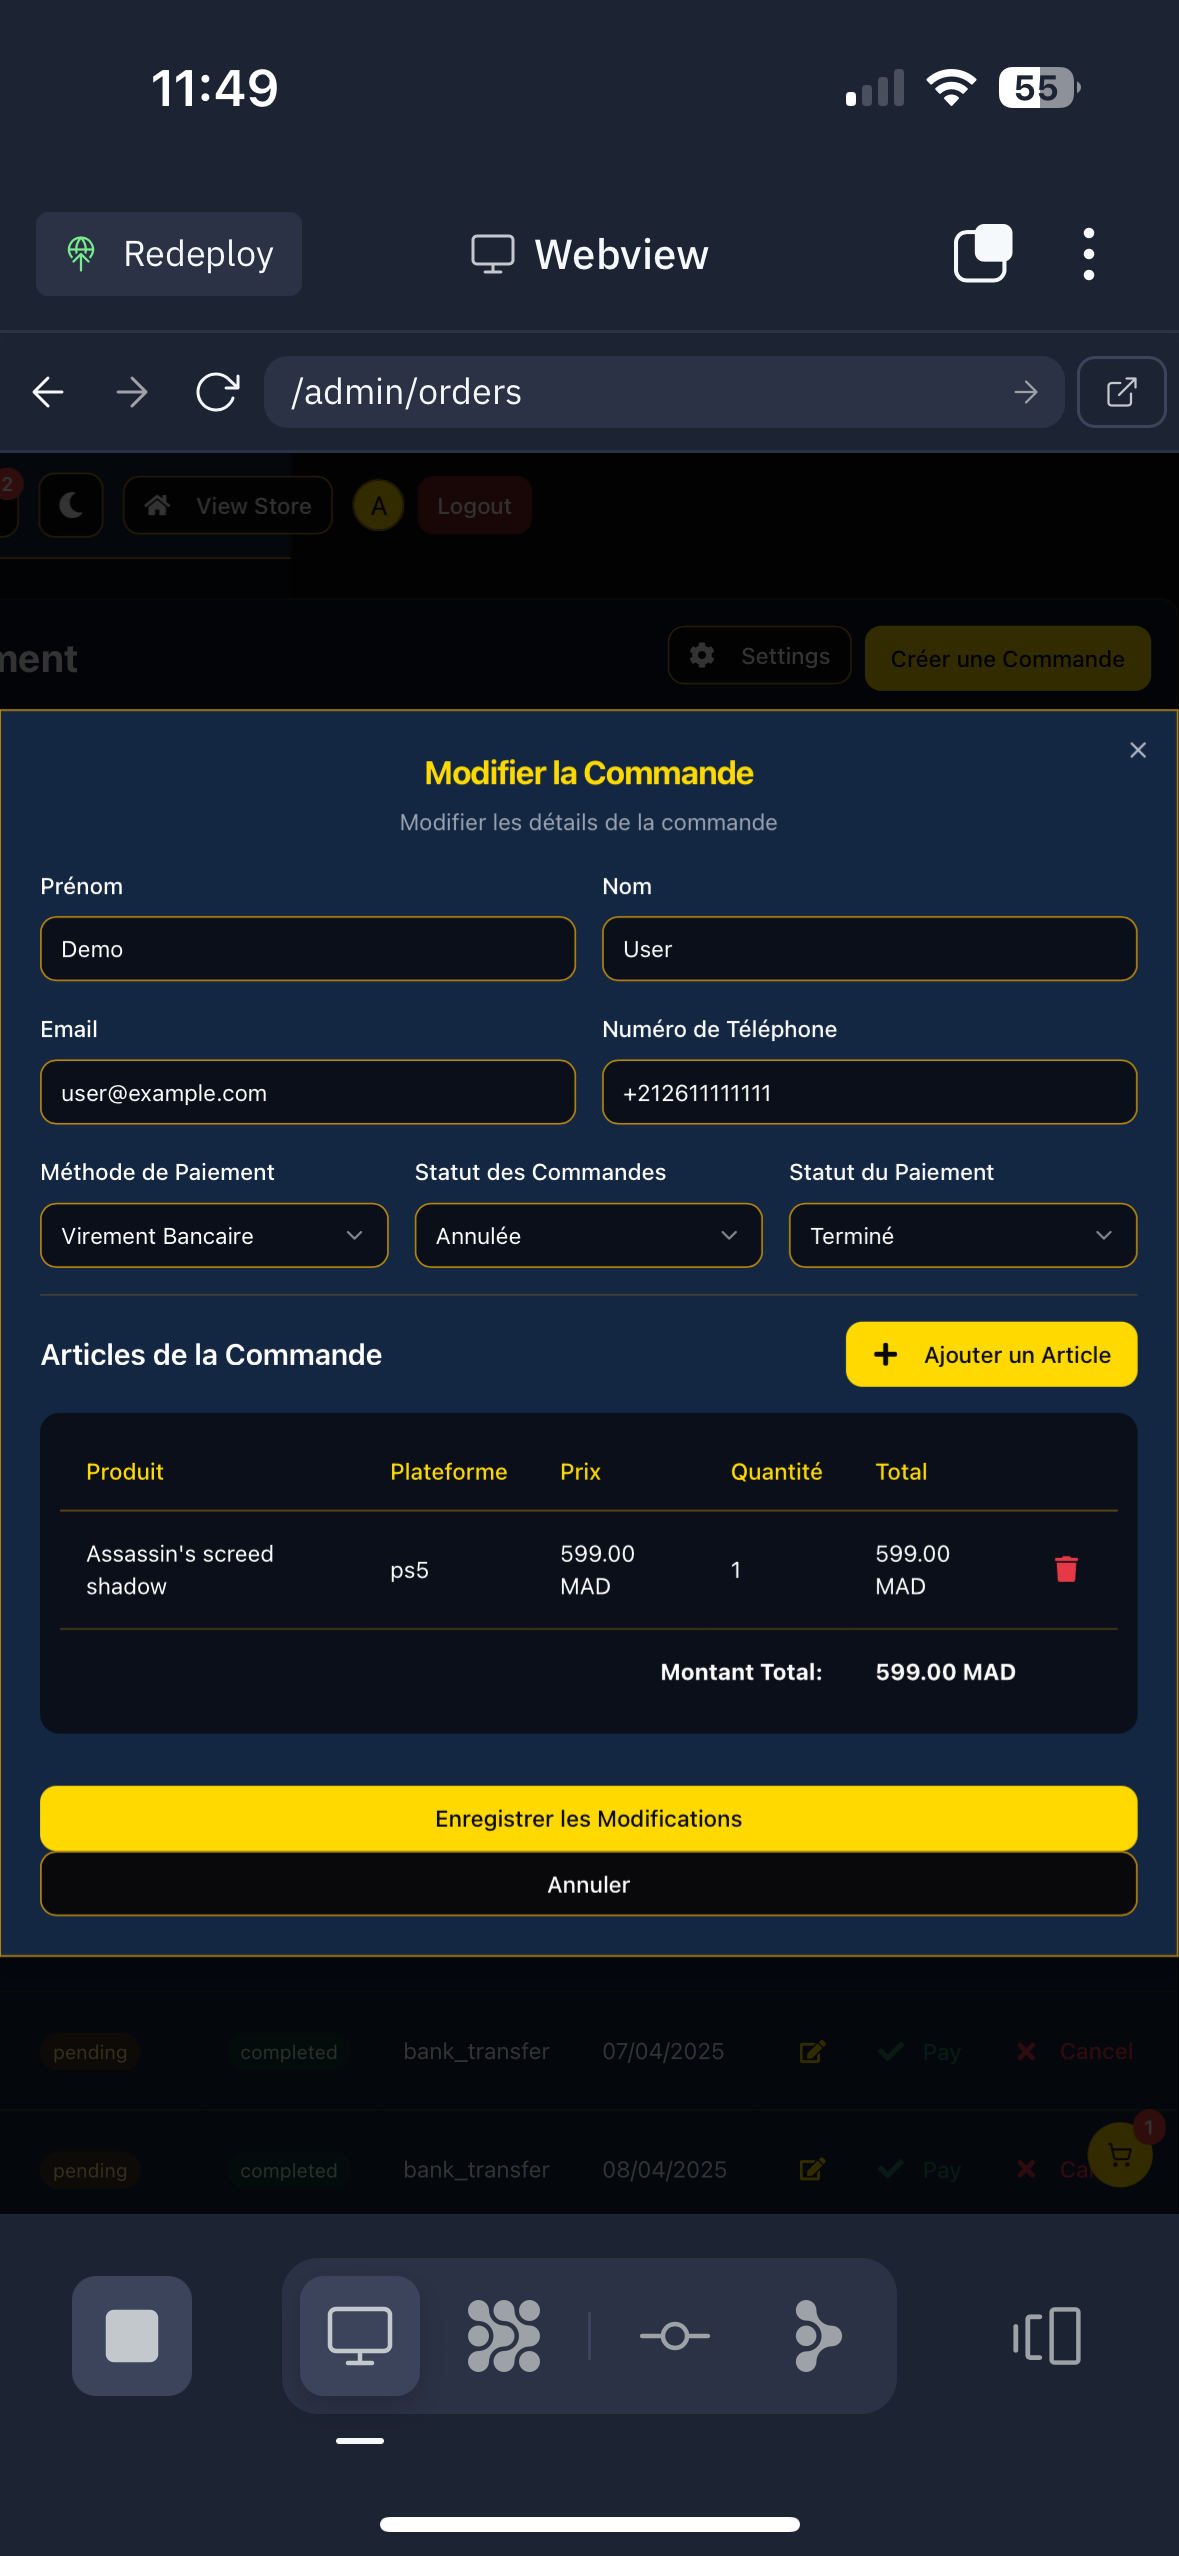 11:49
55
Redeploy
Webview
/admin/orders
2
View Store
A
Logout
ment
Settings
Créer une Commande
Modifier la Commande
Modifier les détails de la commande
Prénom
Nom
Demo
User
Email
Numéro de Téléphone
user@example.com
+212611111111
Méthode de Paiement
Statut des Commandes
Statut du Paiement
Virement Bancaire
Annulée
Terminé
Articles de la Commande
Ajouter un Article
Produit Plateforme Prix Quantité Total
Assassin's screed shadow
ps5
599.00 MAD
1
599.00 MAD
Montant Total: 599.00 MAD
Enregistrer les Modifications
Annuler
pending completed bank_transfer 07/04/2025 Pay Cancel
1
pending completed bank_transfer 08/04/2025 Pay Ca